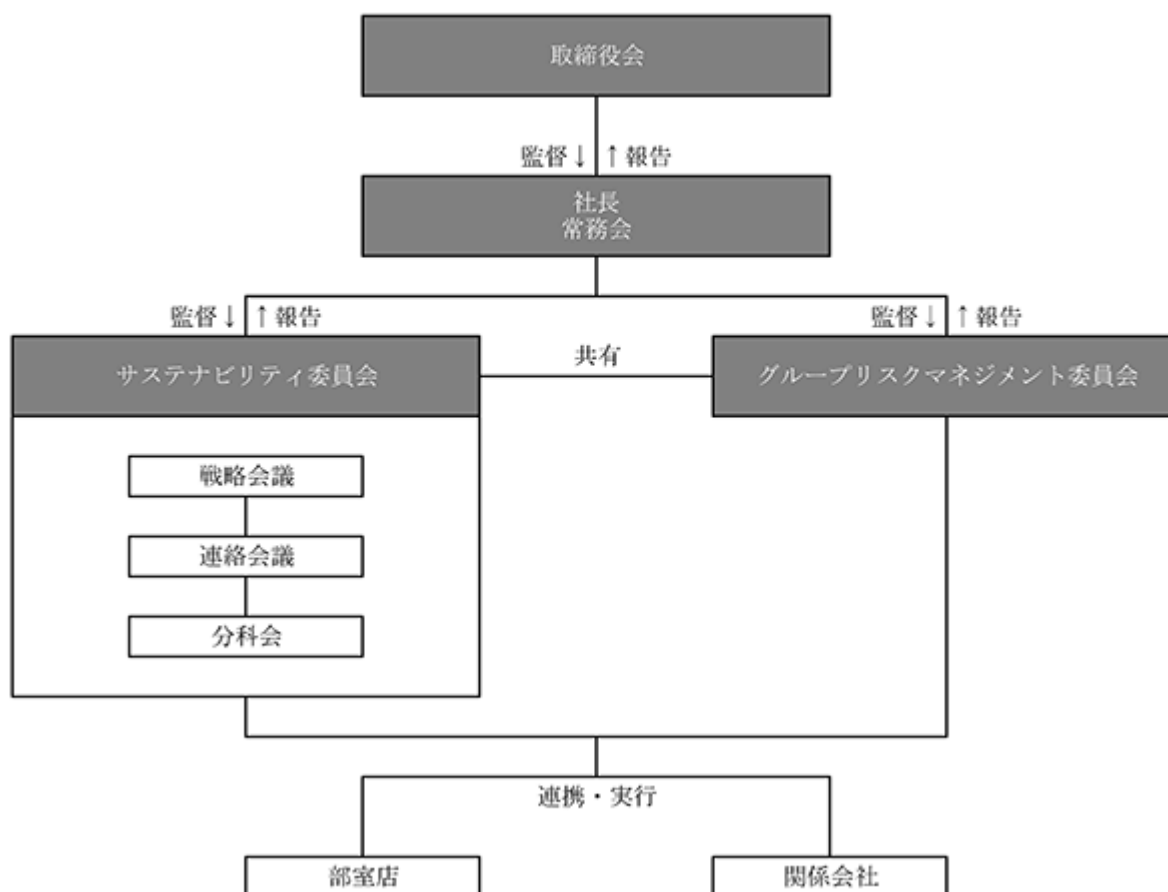 取締役会
監督↓ ↑報告
社長
常務会
監督↓ ↑報告
監督↓ ↑報告
サステナビリティ委員会
共有
グループリスクマネジメント委員会
戦略会議
連絡会議
分科会
連携・実行
部室店
関係会社